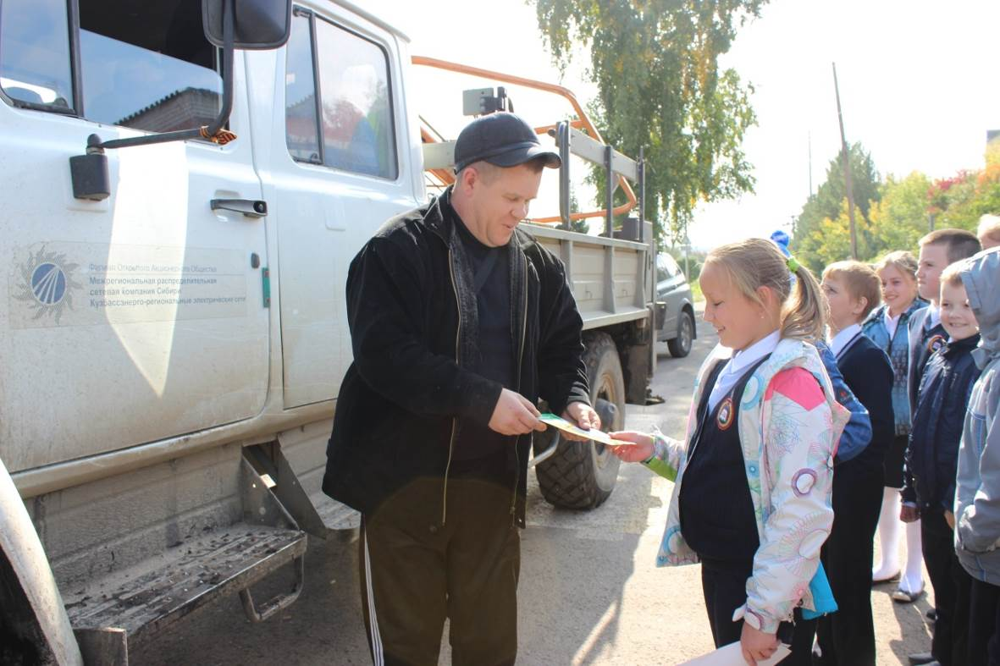 Филиал Открытого Акционерного Общества
Межрегиональная распределительная
сетевая компания Сибири
Кузбассэнерго-региональные электрические сети